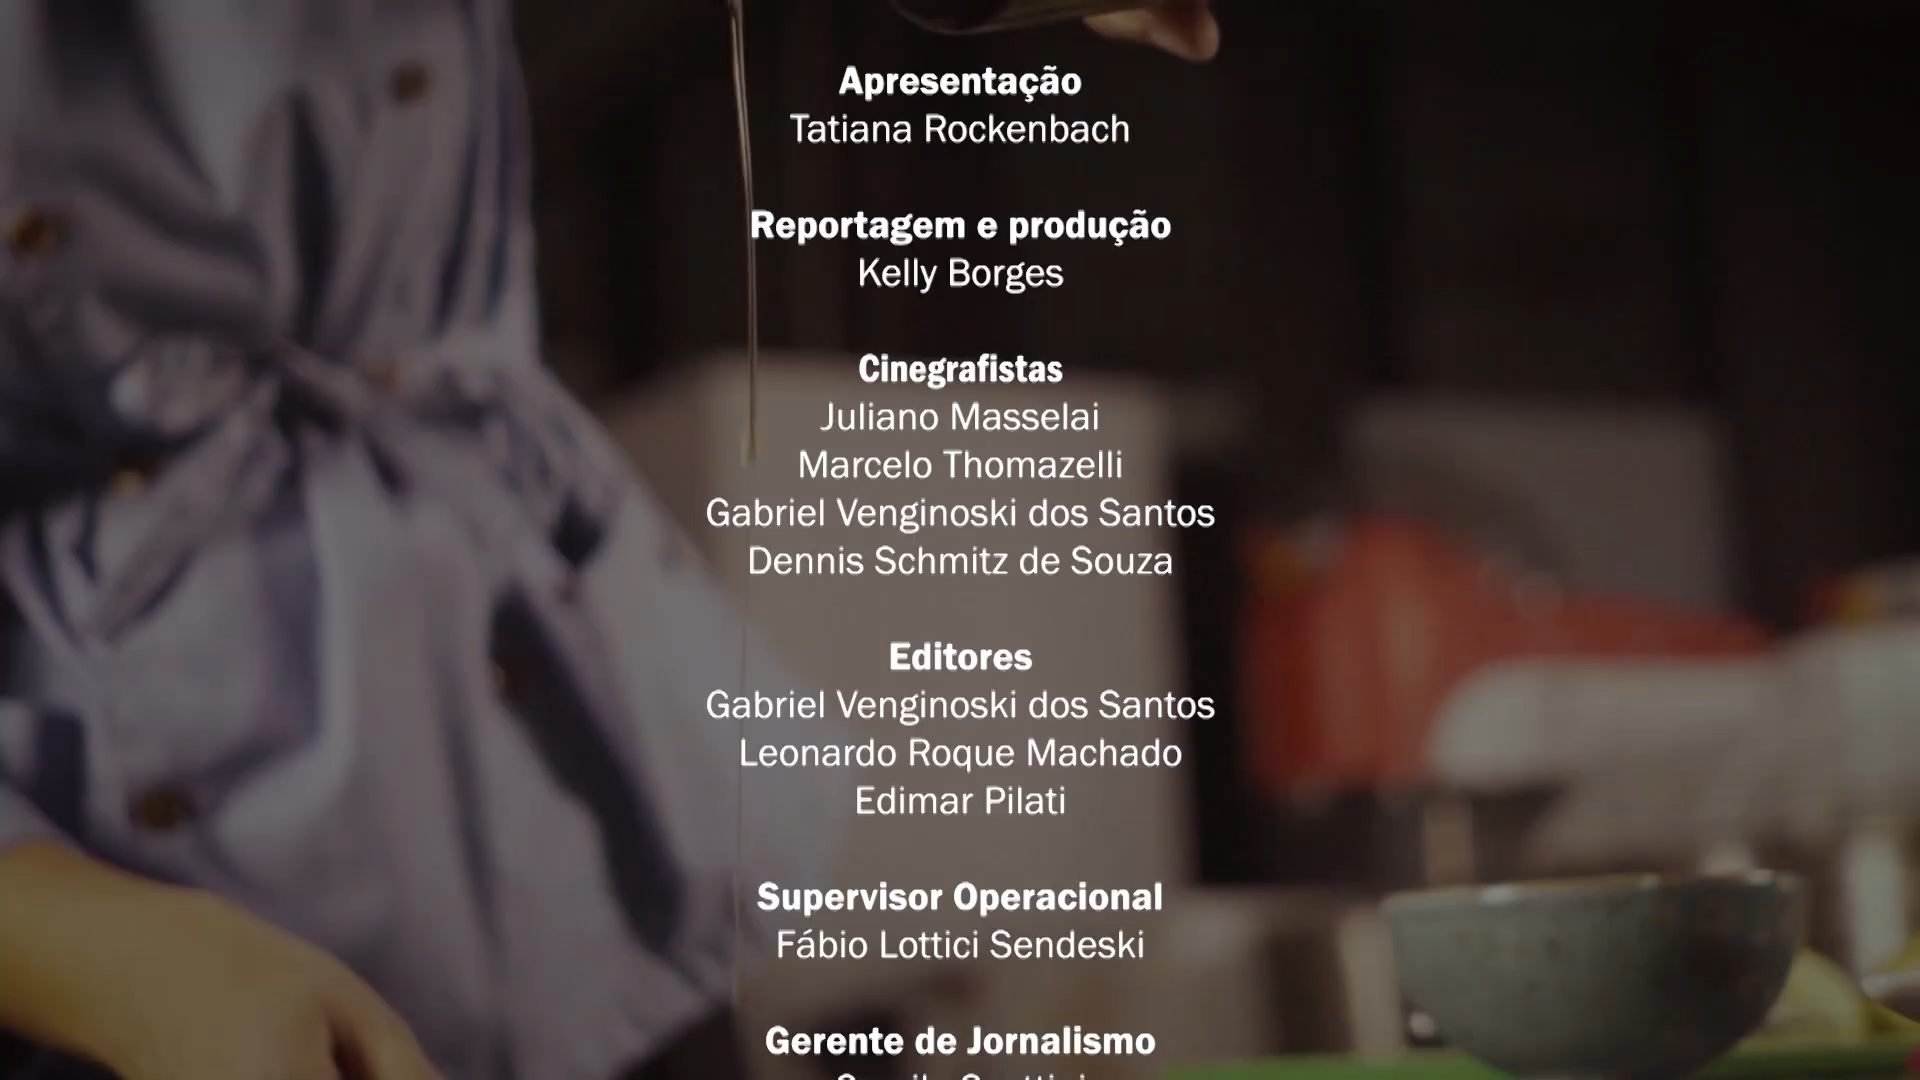 Apresentação
Tatiana Rockenbach
Reportagem e produção
Kelly Borges
Cinegrafistas
Juliano Masselai
Marcelo Thomazelli
Gabriel Venginoski dos Santos
Dennis Schmitz de Souza
Editores
Gabriel Venginoski dos Santos
Leonardo Roque Machado
Edimar Pilati
Supervisor Operacional
Fábio Lottici Sendeski
Gerente de Jornalismo